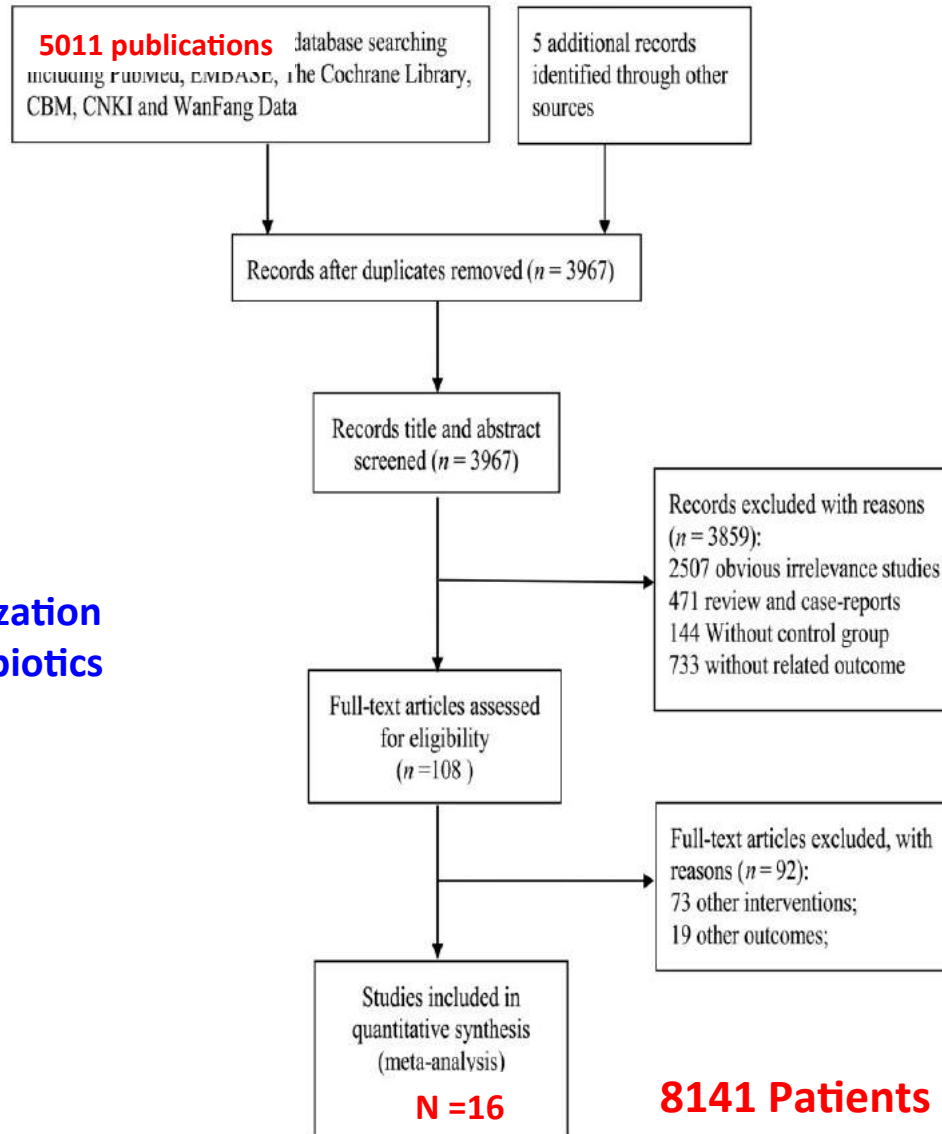 5011 publications database searching
including PubMed, EMBASE, The Cochrane Library,
CBM, CNKI and WanFang Data
5 additional records
identified through other
sources
Records after duplicates removed (n = 3967)
Records title and abstract
screened (n = 3967)
Records excluded with reasons
(n = 3859):
2507 obvious irrelevance studies
471 review and case-reports
144 Without control group
733 without related outcome
zation
biotics
Full-text articles assessed
for eligibility
(n =108 )
Full-text articles excluded, with
reasons (n = 92):
73 other interventions;
19 other outcomes;
Studies included in
quantitative synthesis
(meta-analysis)
N =16
8141 Patients